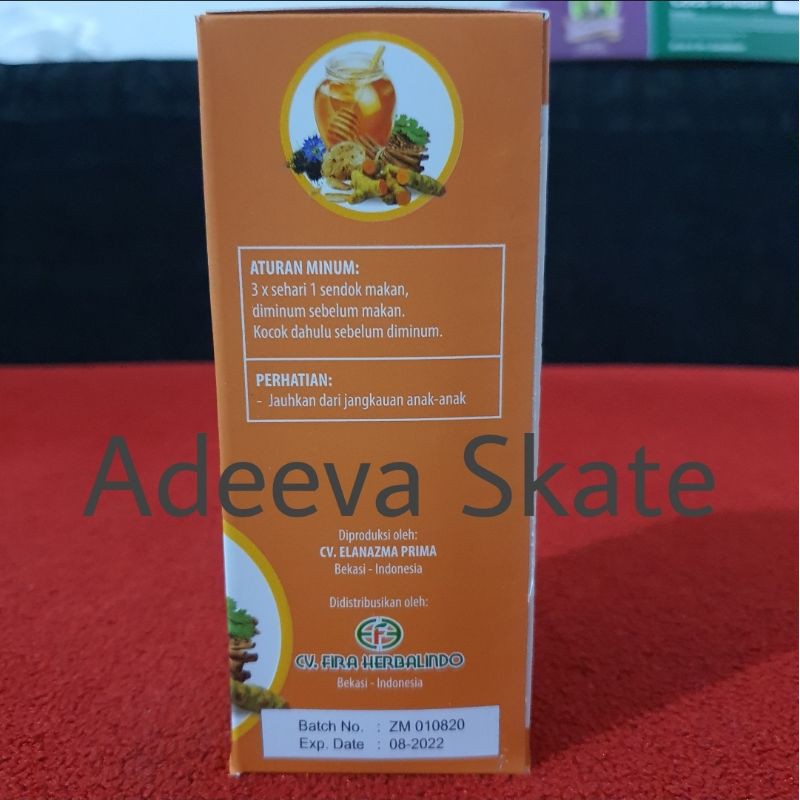 ATURAN MINUM:
3 x sehari 1 sendok makan,
diminum sebelum makan.
Kocok dahulu sebelum diminum.
PERHATIAN:
- Jauhkan dari jangkauan anak-anak
Adeeva Skate
Diproduksi oleh:
CV. ELANAZMA PRIMA
Bekasi - Indonesia
Didistribusikan oleh:
CV. FIRA HERBALINDO
Bekasi - Indonesia
Batch No. : ZM 010820
Exp. Date : 08-2022